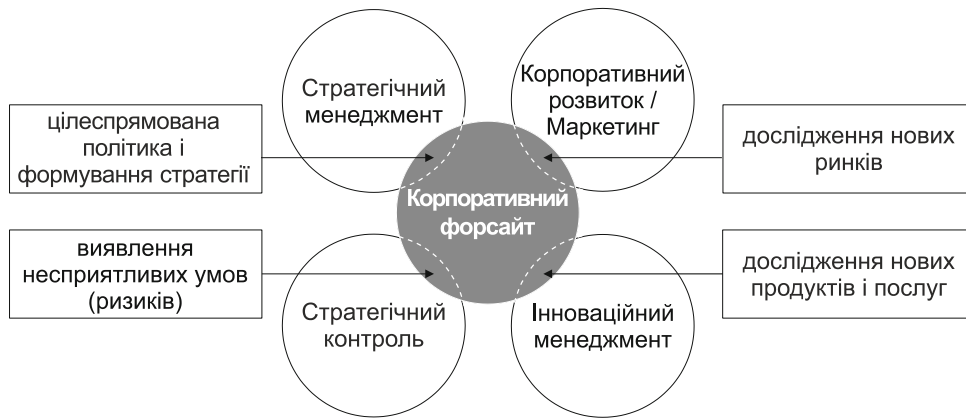 Стратегічний
менеджмент
Корпоративний
розвиток /
Маркетинг
цілеспрямована
політика і
формування стратегії
дослідження нових
ринків
Корпоративний
форсайт
виявлення
несприятливих умов
(ризиків)
дослідження нових
продуктів і послуг
Стратегічний
контроль
Інноваційний
менеджмент